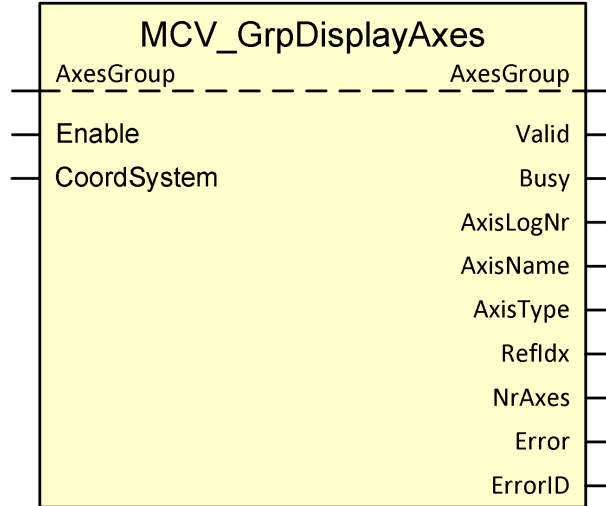 MCV_GrpDisplayAxes
AxesGroup AxesGroup
Enable Valid
CoordSystem Busy
AxisLogNr
AxisName
AxisType
RefIdx
NrAxes
Error
ErrorID